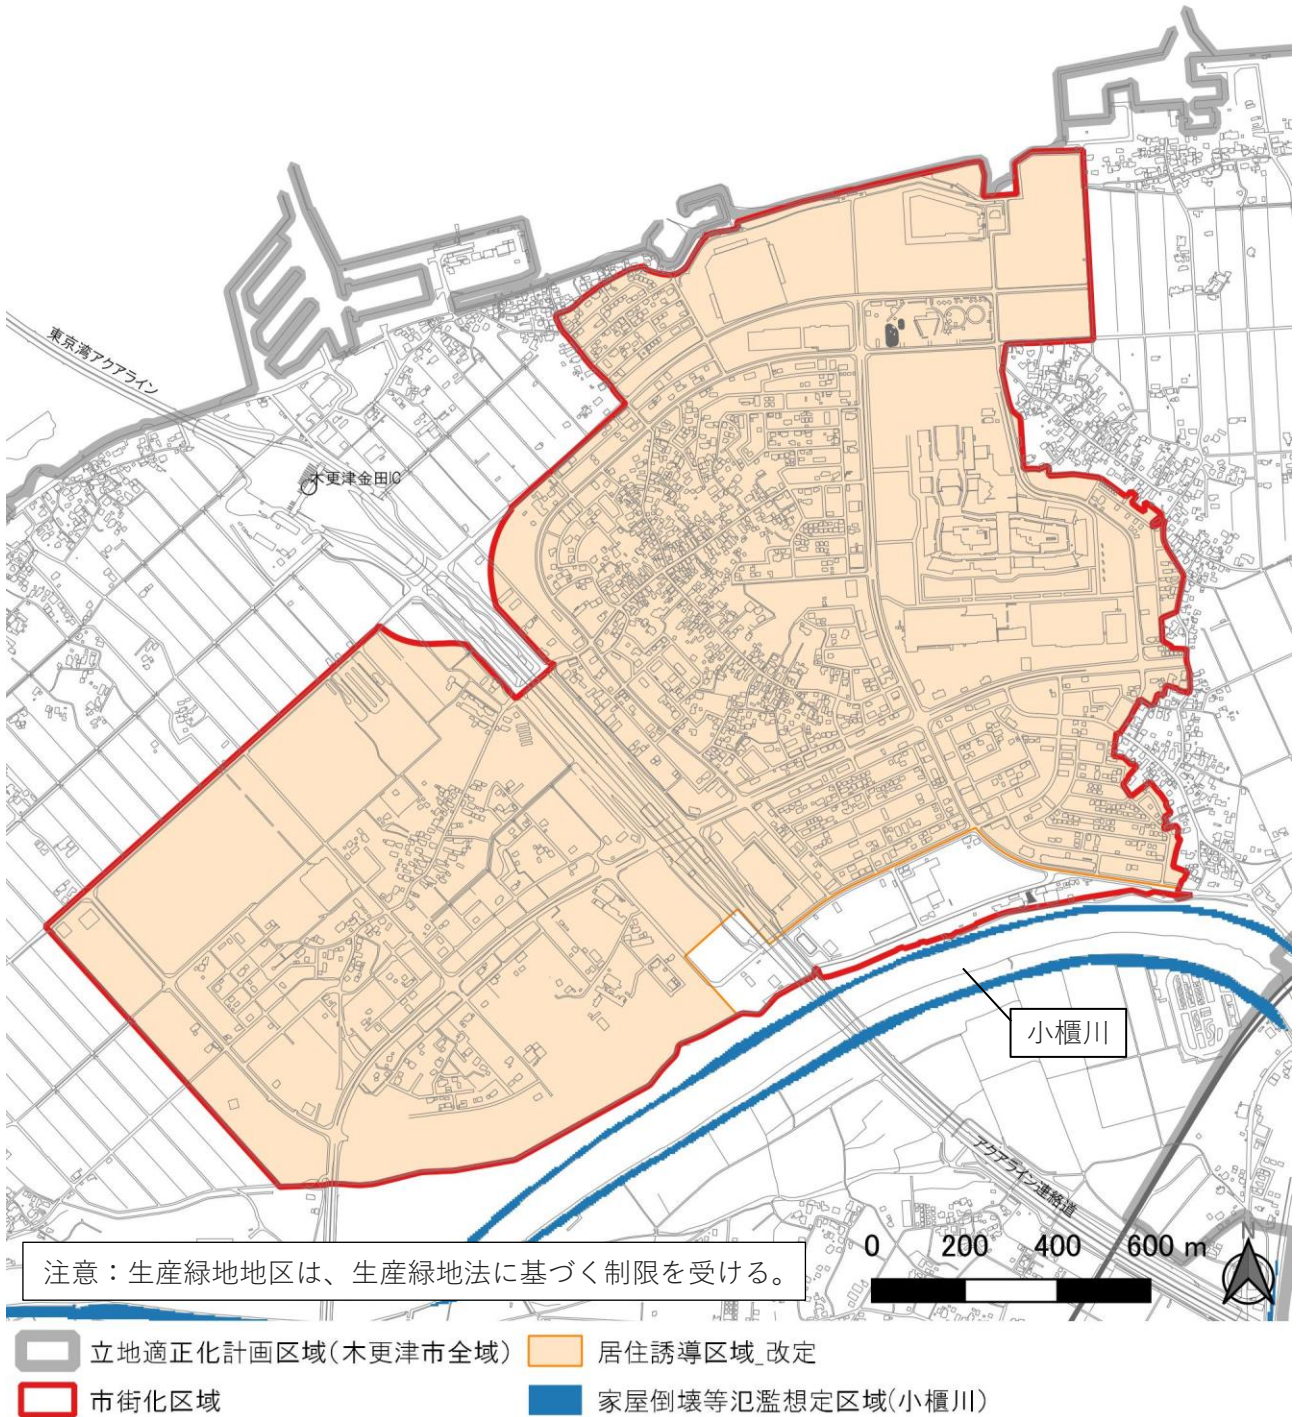 東京湾アクアライン
木更津金田IC
小櫃川
アクアライン連絡道
0 200 400 600 m
N
注意：生産緑地地区は、生産緑地法に基づく制限を受ける。
立地適正化計画区域(木更津市全域)
居住誘導区域_改定
市街化区域
家屋倒壊等氾濫想定区域(小櫃川)